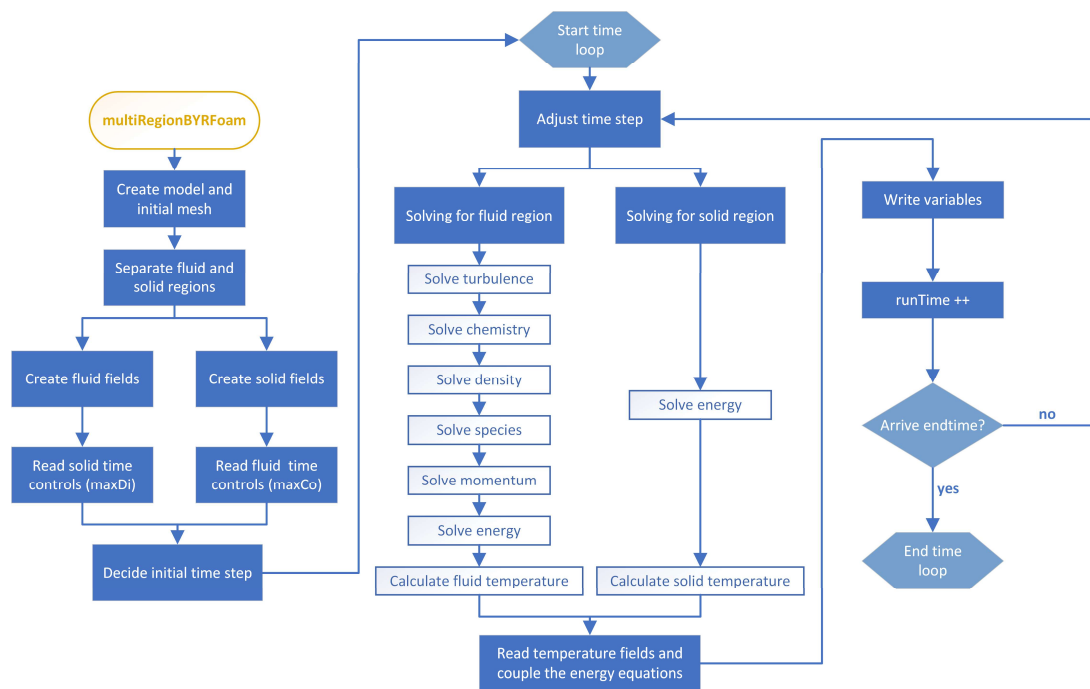 multiRegionBYRFoam
Create model and
initial mesh
Separate fluid and
solid regions
Create fluid fields
Create solid fields
Read solid time
controls (maxDi)
Read fluid time
controls (maxCo)
Decide initial time step
Start time
loop
Adjust time step
Solving for fluid region
Solving for solid region
Solve turbulence
Solve chemistry
Solve density
Solve species
Solve momentum
Solve energy
Calculate fluid temperature
Solve energy
Calculate solid temperature
Read temperature fields and
couple the energy equations
Write variables
runTime ++
Arrive endtime?
no
yes
End time
loop